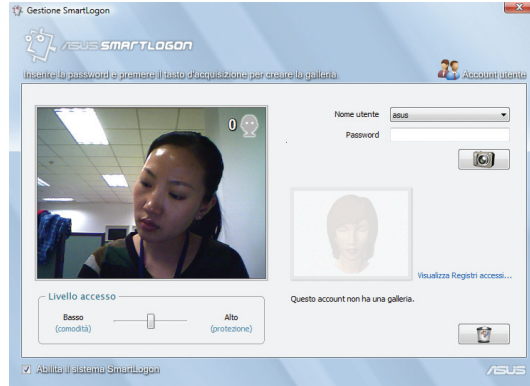 Gestione SmartLogon
ASUS SMARTLOGON
Inserire la password e premere il tasto d'acquisizione per creare la galleria.
Account utente
0
Nome utente
asus
Password
Visualizza Registri accessi...
Questo account non ha una galleria.
Livello accesso
Basso
Alto
(comodità)
(protezione)
Abilita il sistema SmartLogon
ASUS